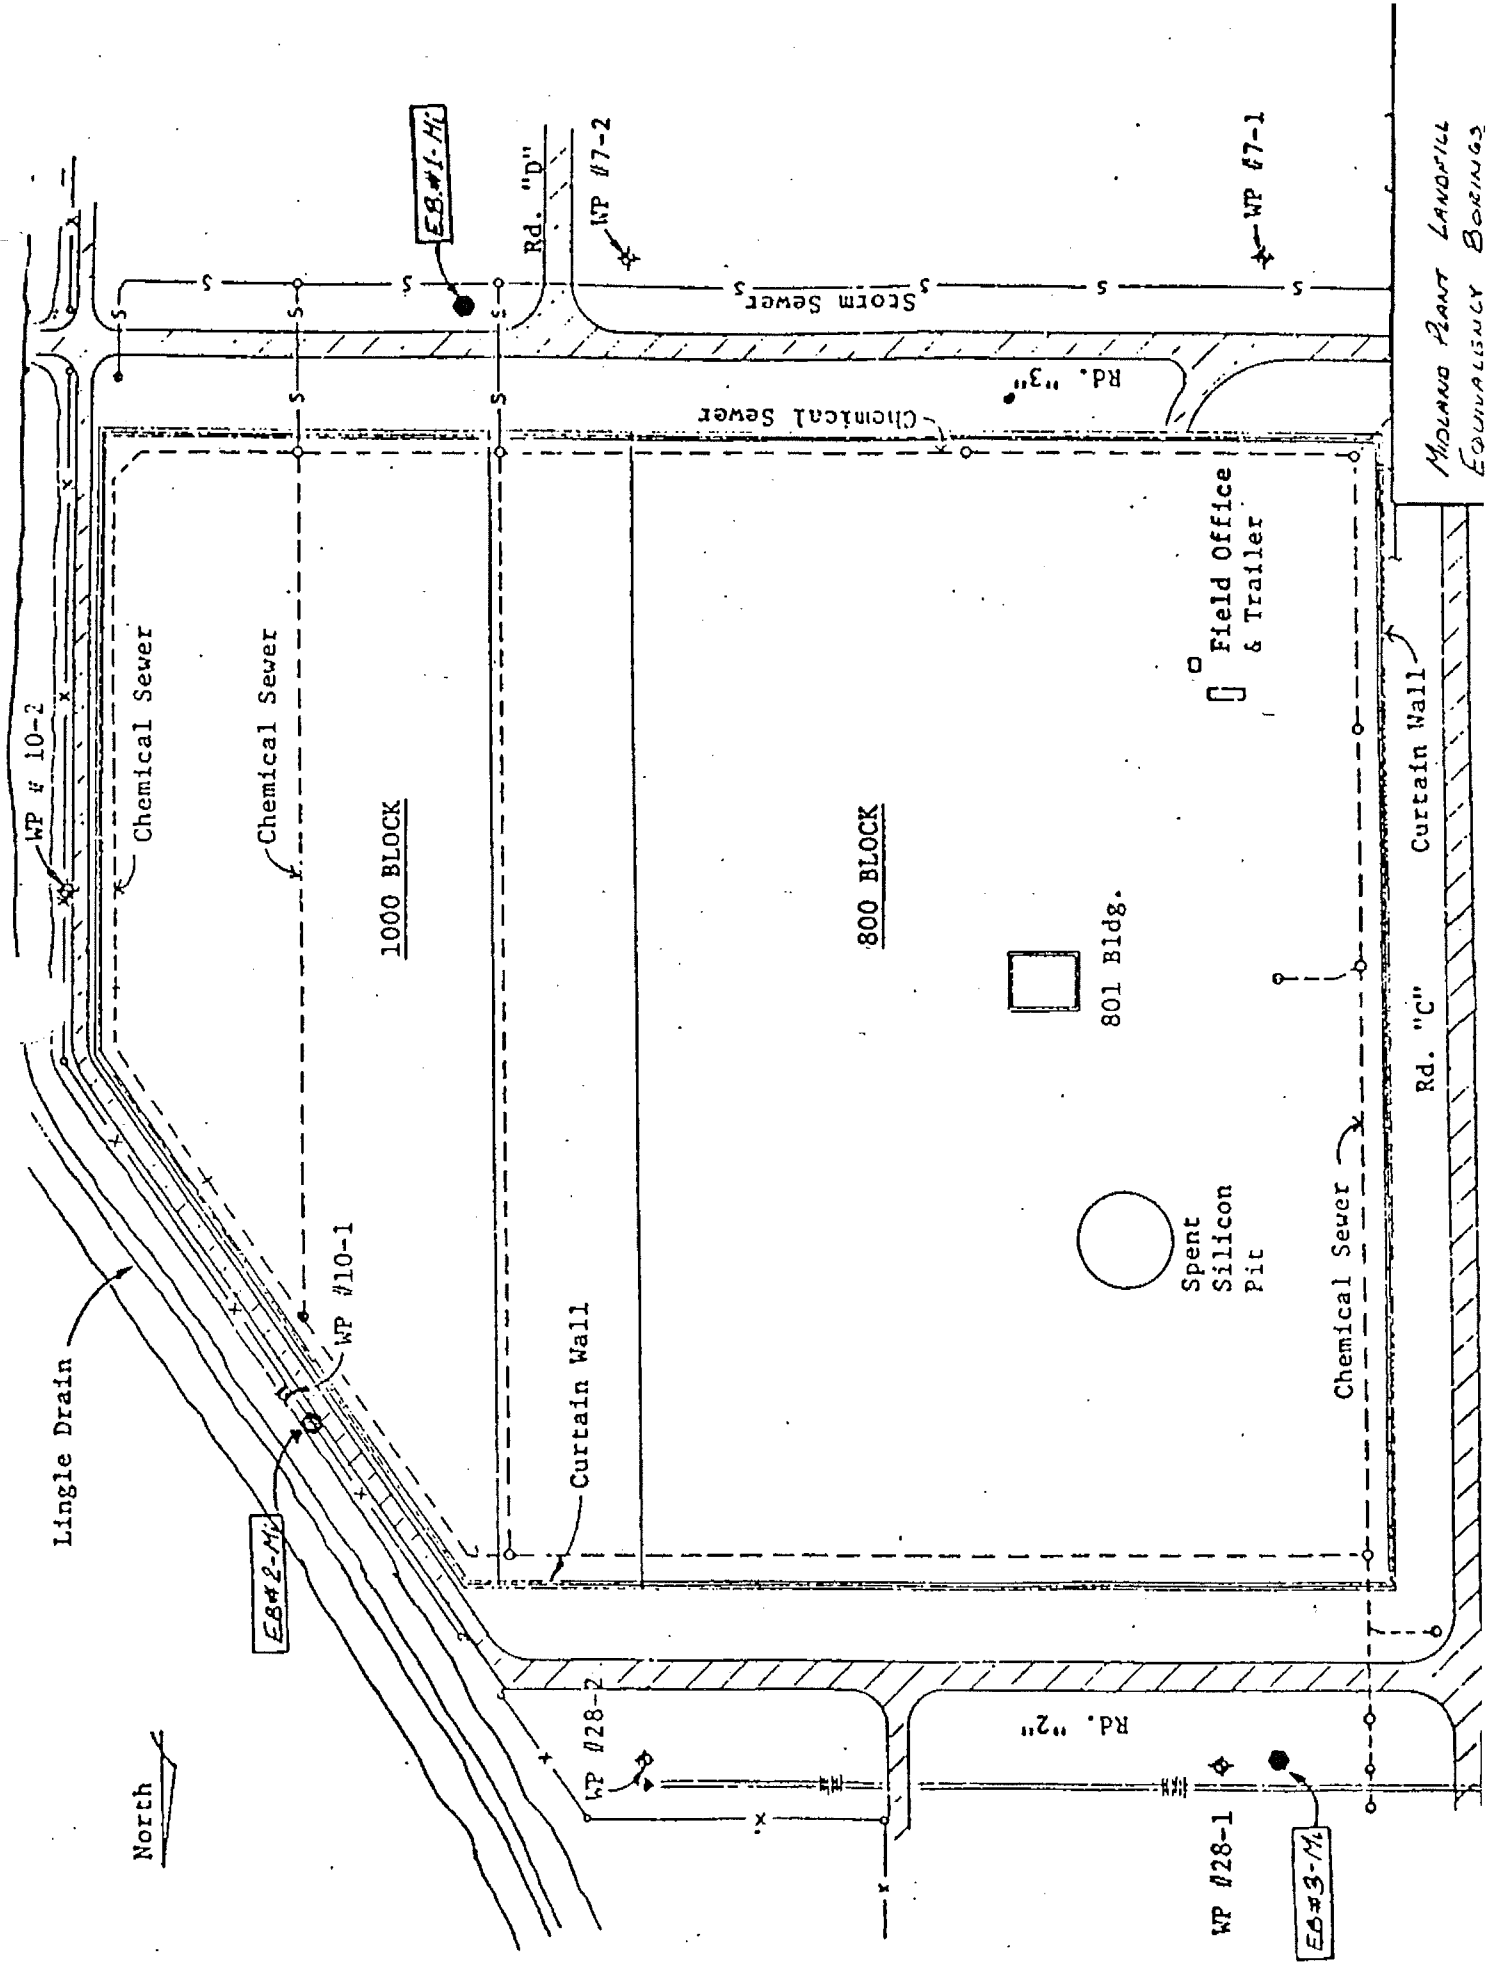 North
Lingle Drain
EB#2-Mi
WP #10-1
WP # 10-2
Chemical Sewer
Chemical Sewer
1000 BLOCK
Curtain Wall
EB.#1-Mi
Rd. "D"
WP #7-2
WP #7-1
S
S
S
S
S
S
S
S
S
Storm Sewer
Rd. "3"
Chemical Sewer
800 BLOCK
801 Bldg.
Field Office
& Trailer
Spent
Silicon
Pit
Chemical Sewer
Curtain Wall
Rd. "C"
WP #28-2
Rd. "2"
WP #28-1
EB#3-Mi
MIDLAND PLANT LANDFILL
EQUIVALENCY BORINGS